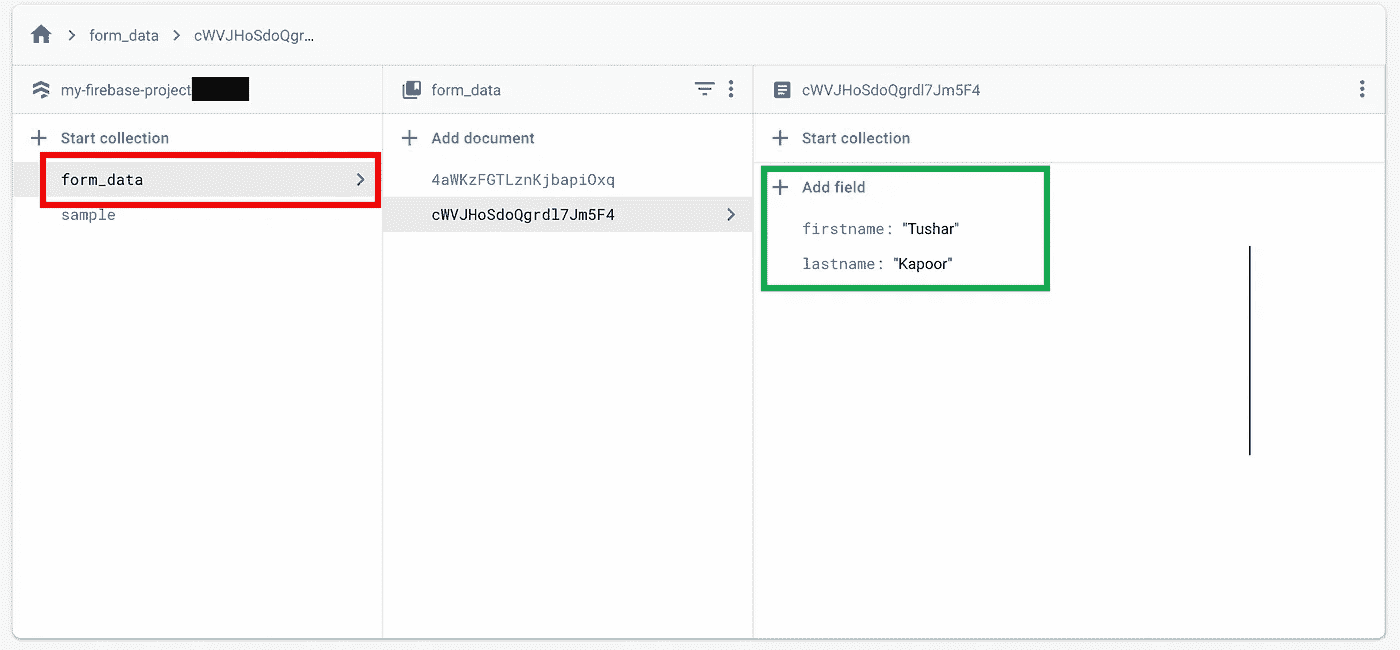 form_data cWVJHoSdoQgr...
my-firebase-project
Start collection
form_data
sample
form_data
Add document
4aWKzFGTLznKjbapiOxq
cWVJHoSdoQgrdl7Jm5F4
cWVJHoSdoQgrdl7Jm5F4
Start collection
Add field
firstname: "Tushar"
lastname: "Kapoor"